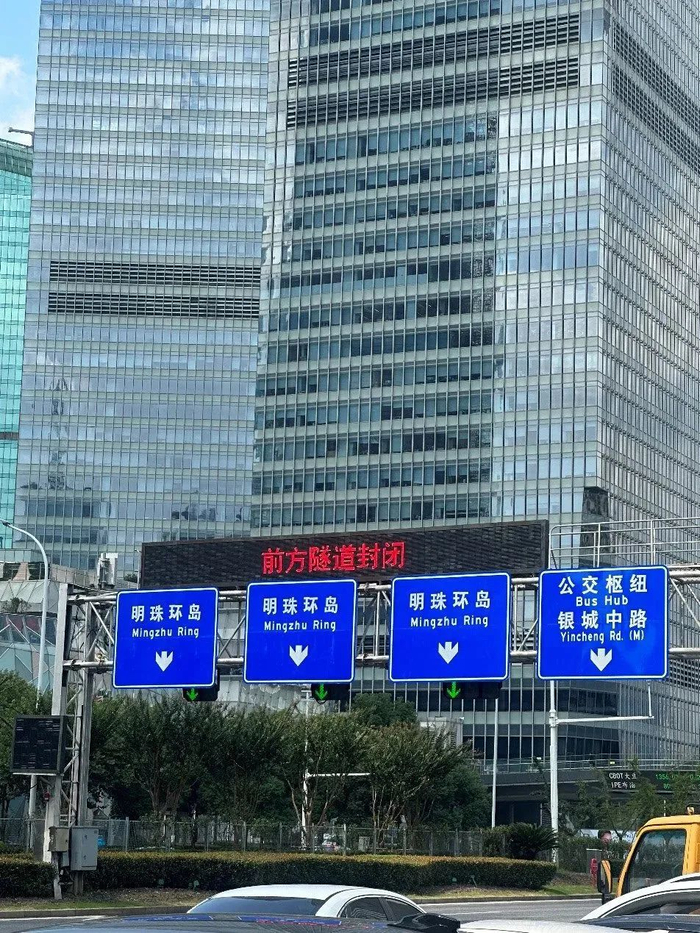 前方隧道封闭
明珠环岛
Mingzhu Ring
明珠环岛
Mingzhu Ring
明珠环岛
Mingzhu Ring
公交枢纽
Bus Hub
银城中路
Yincheng Rd. (M)